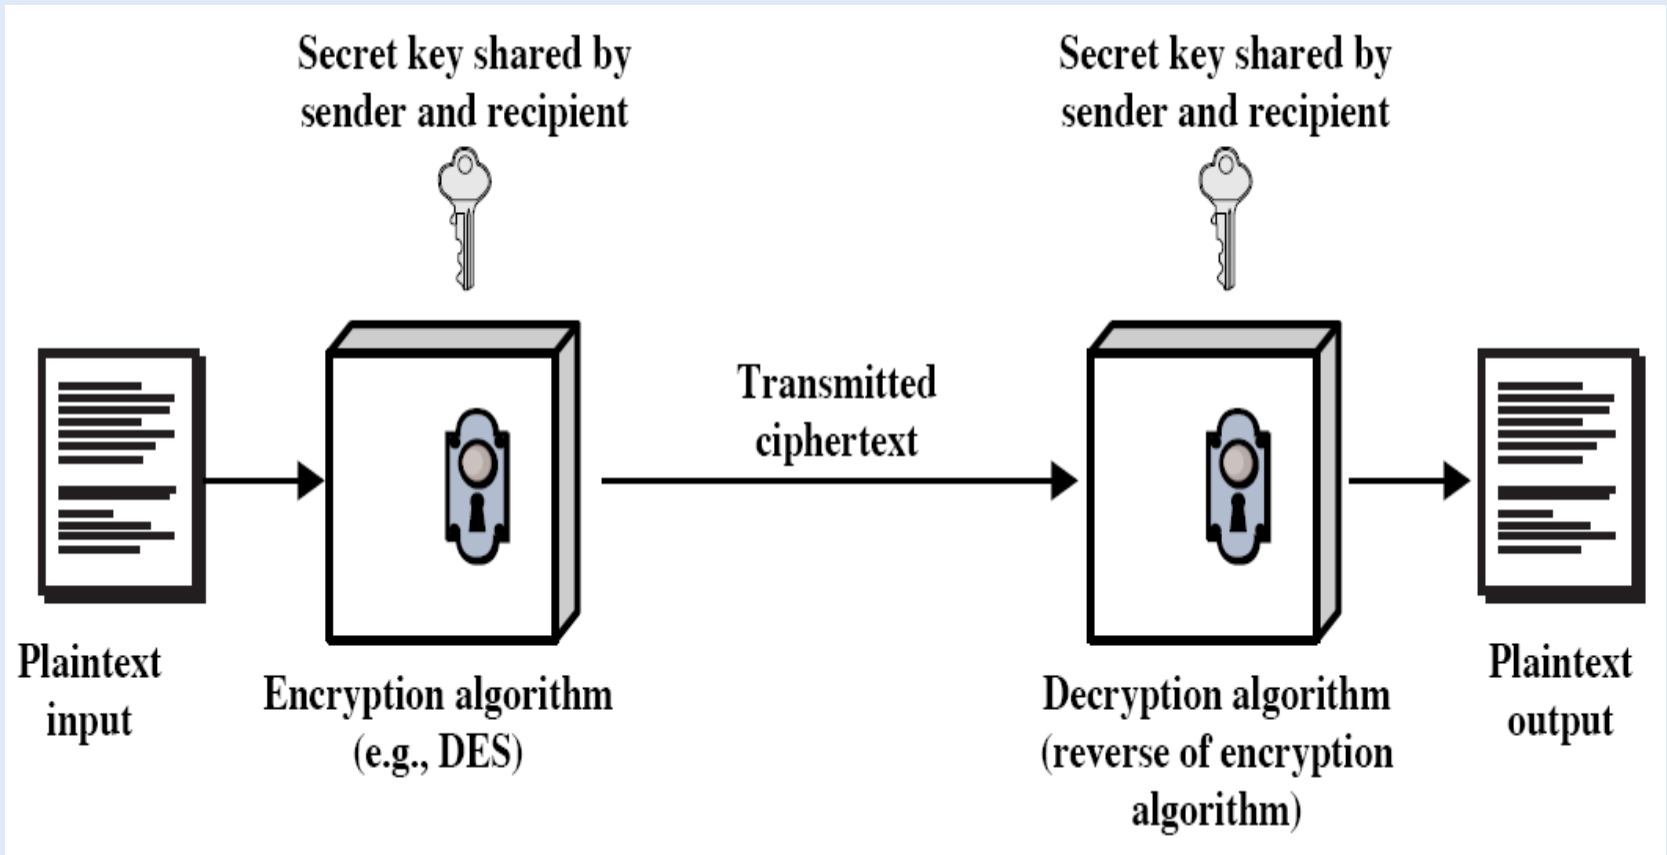 Secret key shared by
sender and recipient
Secret key shared by
sender and recipient
Transmitted
ciphertext
Plaintext
input
Encryption algorithm
(e.g., DES)
Decryption algorithm
(reverse of encryption
algorithm)
Plaintext
output